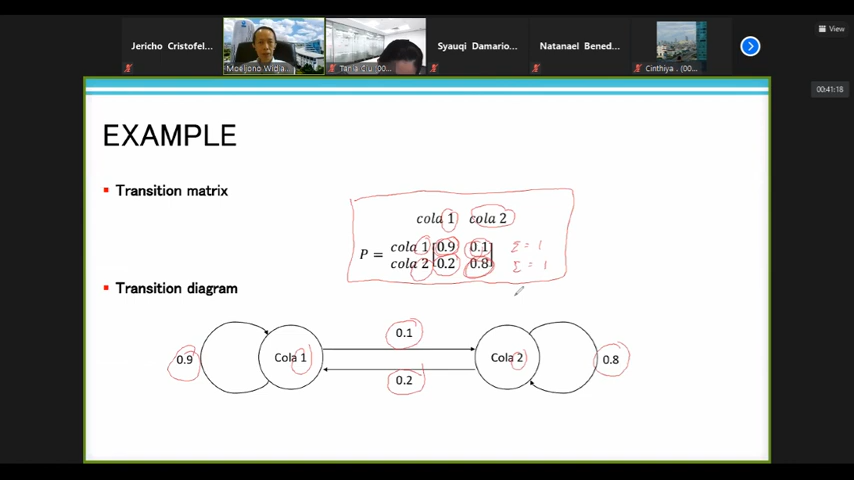 View
Jericho Cristofel...
Moeljono Widja...
Tania Ciu (00...
Syauqi Damario...
Natanael Bened...
Cinthiya . (00...
00:41:18
EXAMPLE
Transition matrix
cola 1 cola 2
P = cola 1 [0.9 0.1] Σ = 1
cola 2 [0.2 0.8] Σ = 1
Transition diagram
0.1
0.9 Cola 1 Cola 2 0.8
0.2